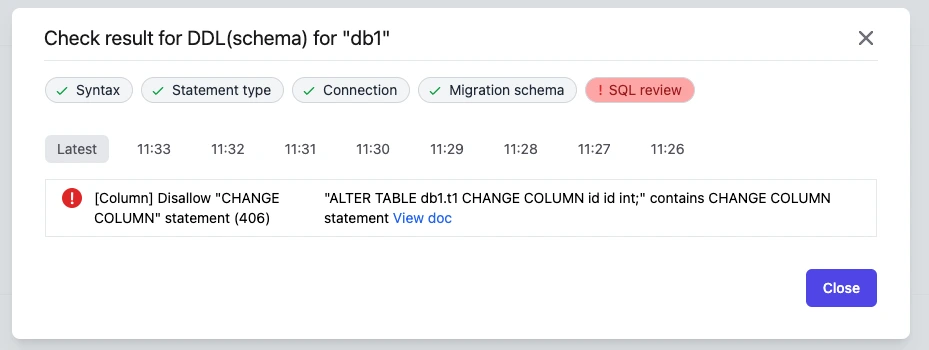 Check result for DDL(schema) for "db1"
Syntax
Statement type
Connection
Migration schema
! SQL review
Latest 11:33 11:32 11:31 11:30 11:29 11:28 11:27 11:26
[Column] Disallow "CHANGE
COLUMN" statement (406)
"ALTER TABLE db1.t1 CHANGE COLUMN id id int;" contains CHANGE COLUMN
statement View doc
Close